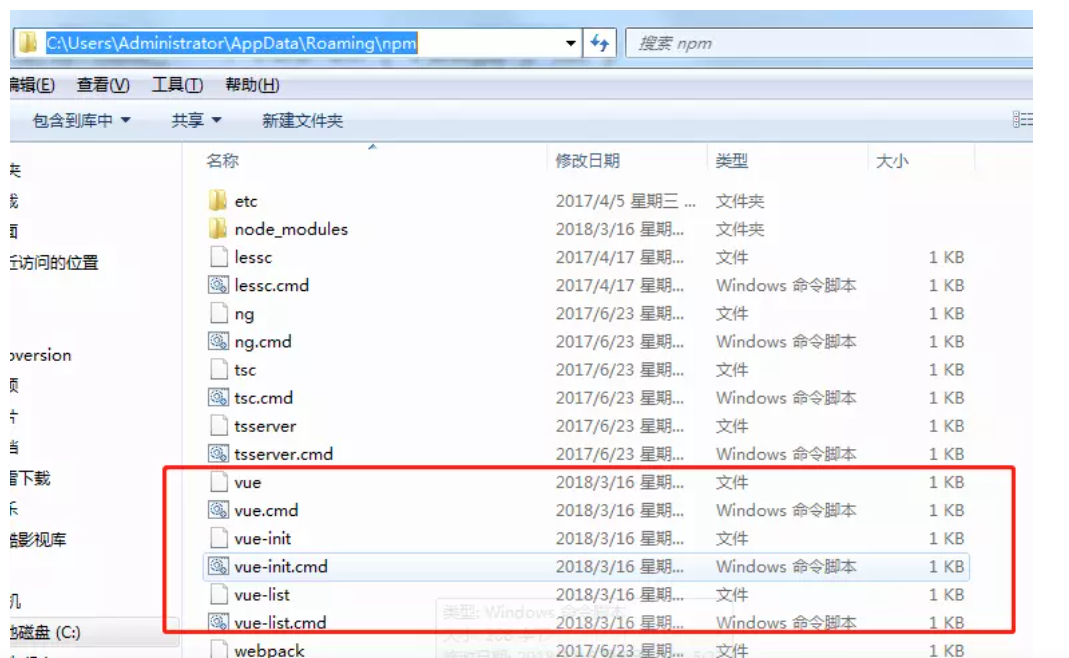 C:\Users\Administrator\AppData\Roaming\npm 搜索 npm
编辑(E) 查看(V) 工具(T) 帮助(H)
包含到库中 共享 新建文件夹
名称 修改日期 类型 大小
etc 2017/4/5 星期三 ... 文件夹
node_modules 2018/3/16 星期... 文件夹
lessc 2017/4/17 星期... 文件 1 KB
近访问的位置
lessc.cmd 2017/4/17 星期... Windows 命令脚本 1 KB
ng 2017/6/23 星期... 文件 1 KB
ng.cmd 2017/6/23 星期... Windows 命令脚本 1 KB
oversion
tsc 2017/6/23 星期... 文件 1 KB
tsc.cmd 2017/6/23 星期... Windows 命令脚本 1 KB
片
tsserver 2017/6/23 星期... 文件 1 KB
tsserver.cmd 2017/6/23 星期... Windows 命令脚本 1 KB
雷下载
vue 2018/3/16 星期... 文件 1 KB
vue.cmd 2018/3/16 星期... Windows 命令脚本 1 KB
乐
vue-init 2018/3/16 星期... 文件 1 KB
酷影视库
vue-init.cmd 2018/3/16 星期... Windows 命令脚本 1 KB
vue-list 2018/3/16 星期... 文件 1 KB
机
类型: Windows 命令脚本
vue-list.cmd 2018/3/16 星期... Windows 命令脚本 1 KB
地磁盘 (C:)
webpack 2017/6/23 星期... 文件 1 KB